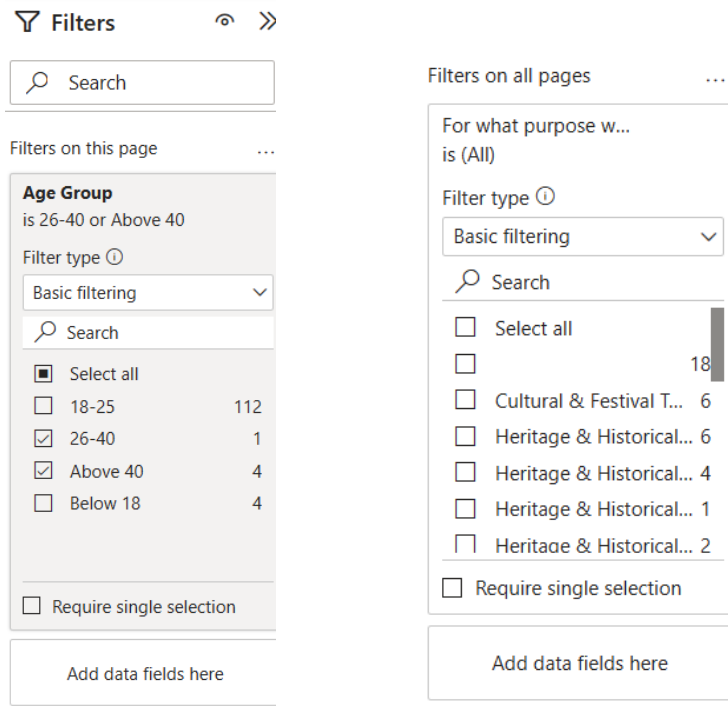 Filters
Search
Filters on this page
...
Age Group
is 26-40 or Above 40
Filter type
Basic filtering
Search
Select all
18-25 112
26-40 1
Above 40 4
Below 18 4
Require single selection
Add data fields here
Filters on all pages
...
For what purpose w...
is (All)
Filter type
Basic filtering
Search
Select all
18
Cultural & Festival T... 6
Heritage & Historical... 6
Heritage & Historical... 4
Heritage & Historical... 1
Heritage & Historical... 2
Require single selection
Add data fields here